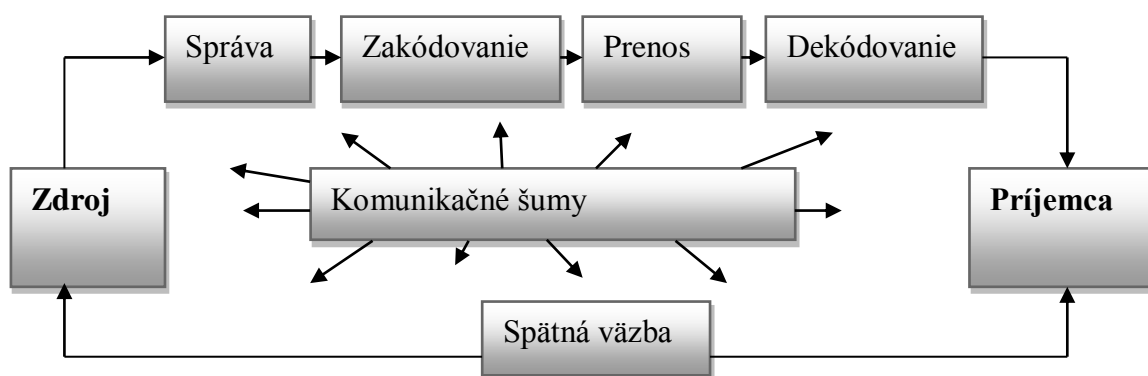 Správa
Zakódovanie
Prenos
Dekódovanie
Zdroj
Komunikačné šumy
Príjemca
Spätná väzba